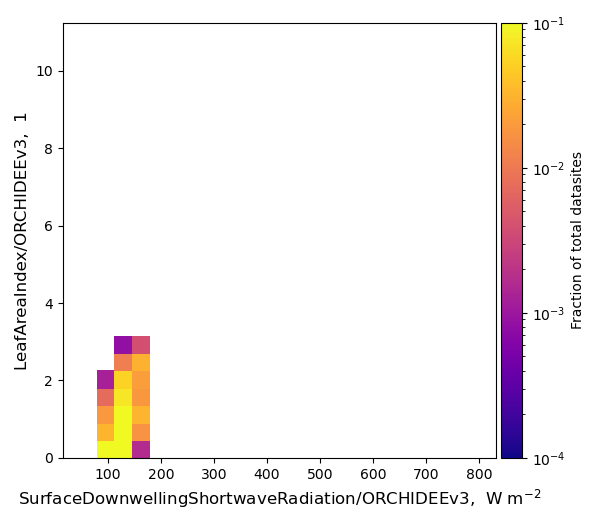 10
8
6
4
2
0
LeafAreaIndex/ORCHIDEEv3, 1
100 200 300 400 500 600 700 800
SurfaceDownwellingShortwaveRadiation/ORCHIDEEv3, W m⁻²
10⁻¹
10⁻²
10⁻³
10⁻⁴
Fraction of total datasites